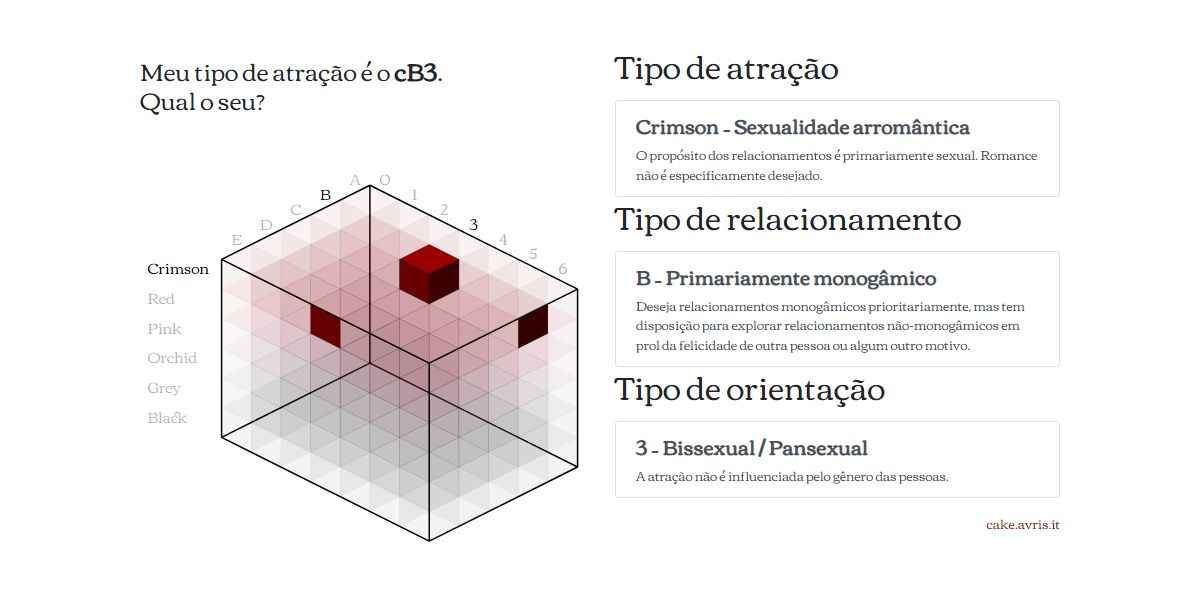 Meu tipo de atração é o cB3.
Qual o seu?
A
B
C
D
E
0
1
2
3
4
5
6
Crimson
Red
Pink
Orchid
Grey
Black
Tipo de atração
Crimson - Sexualidade arromântica
O propósito dos relacionamentos é primariamente sexual. Romance
não é especificamente desejado.
Tipo de relacionamento
B - Primariamente monogâmico
Deseja relacionamentos monogâmicos prioritariamente, mas tem
disposição para explorar relacionamentos não-monogâmicos em
prol da felicidade de outra pessoa ou algum outro motivo.
Tipo de orientação
3 - Bissexual / Pansexual
A atração não é influenciada pelo gênero das pessoas.
cake.avris.it